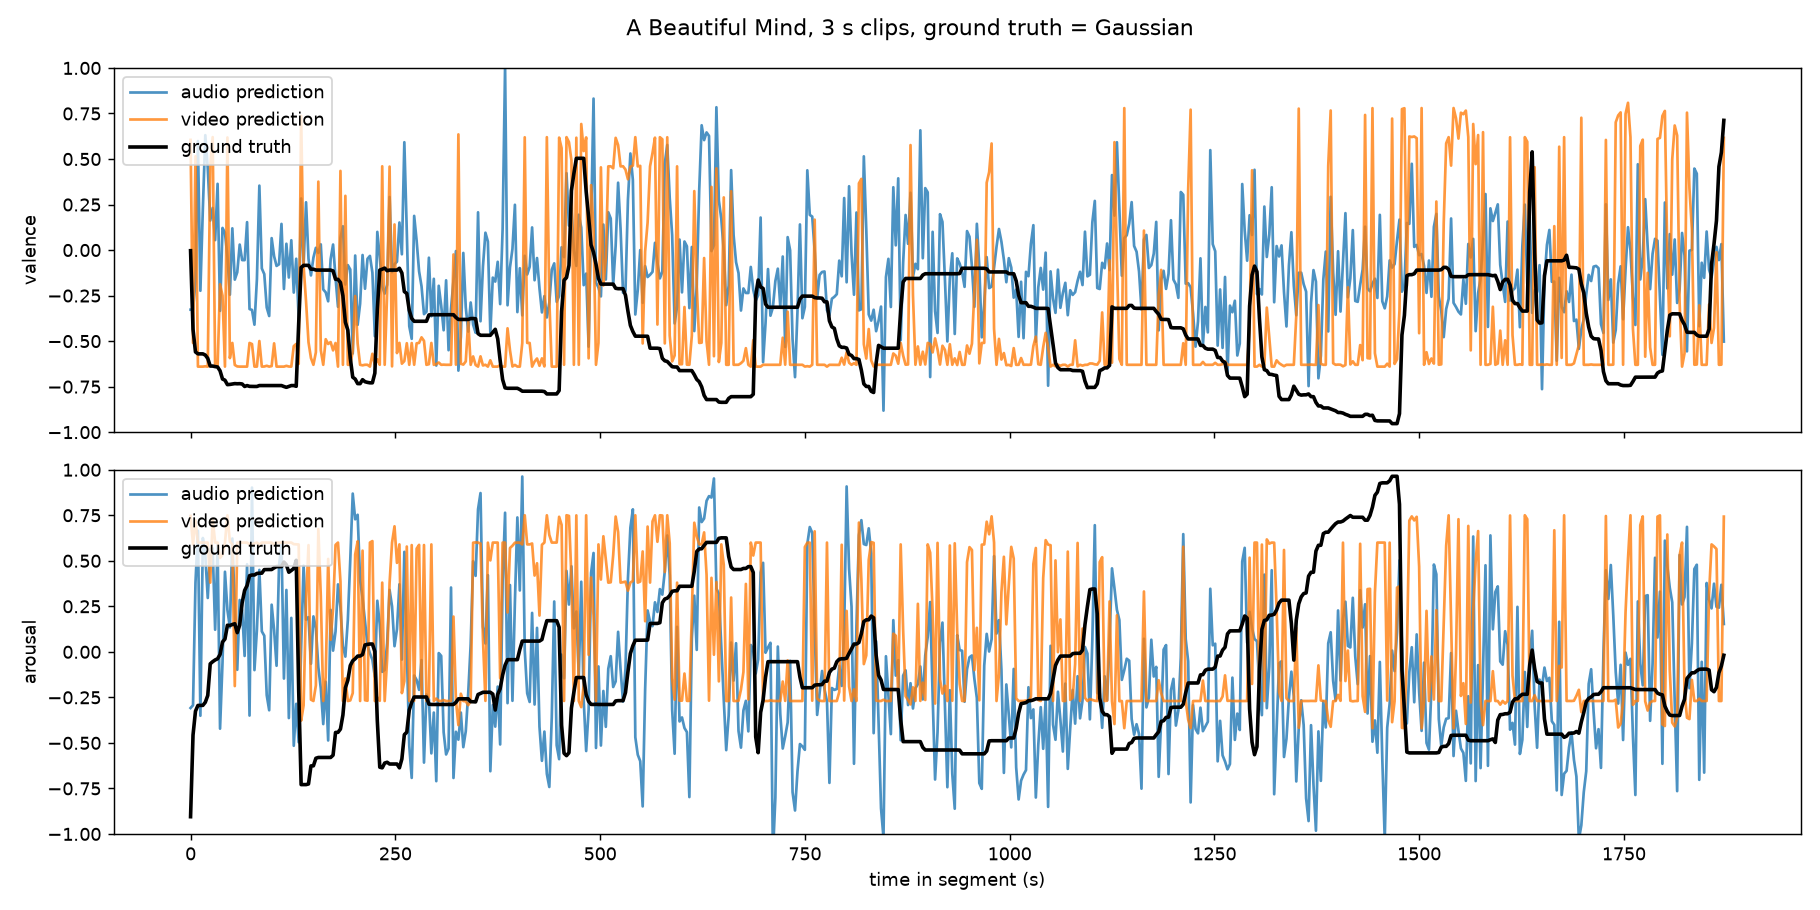 A Beautiful Mind, 3 s clips, ground truth = Gaussian
1.00
0.75
0.50
0.25
0.00
−0.25
−0.50
−0.75
−1.00
valence
audio prediction
video prediction
ground truth
1.00
0.75
0.50
0.25
0.00
−0.25
−0.50
−0.75
−1.00
arousal
audio prediction
video prediction
ground truth
0 250 500 750 1000 1250 1500 1750
time in segment (s)